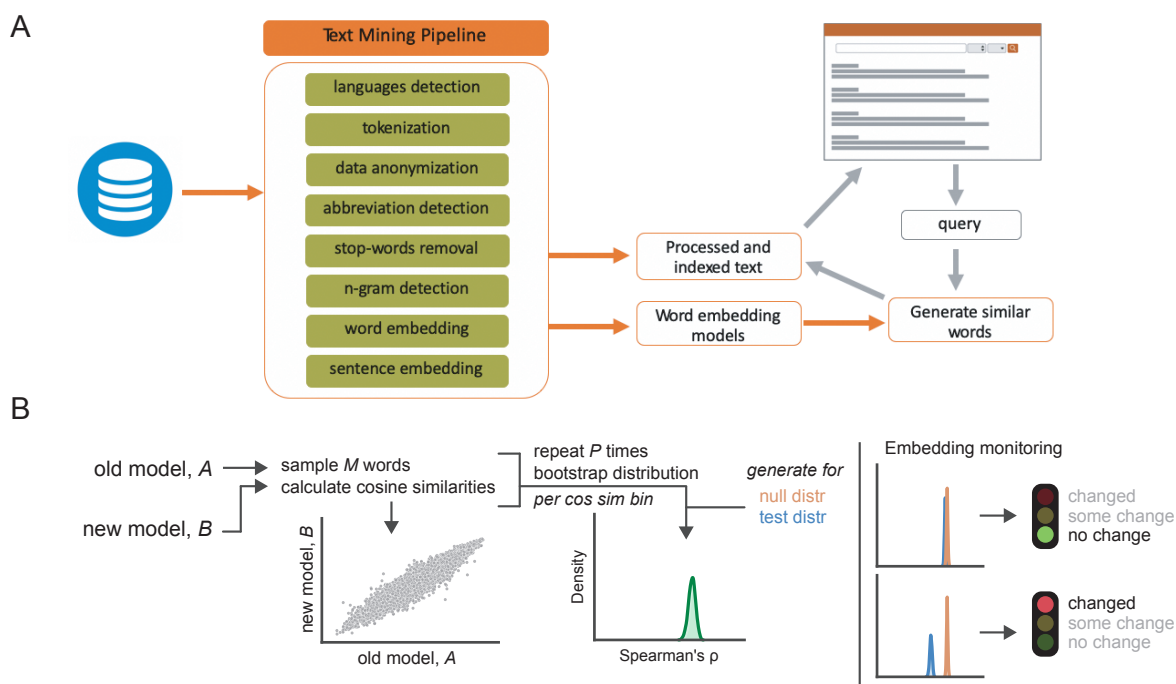 A
Text Mining Pipeline
languages detection
tokenization
data anonymization
abbreviation detection
stop-words removal
n-gram detection
word embedding
sentence embedding
Processed and
indexed text
Word embedding
models
query
Generate similar
words
B
old model, A
new model, B
sample M words
calculate cosine similarities
new model, B
old model, A
repeat P times
bootstrap distribution
per cos sim bin
Density
Spearman's ρ
generate for
null distr
test distr
Embedding monitoring
changed
some change
no change
changed
some change
no change